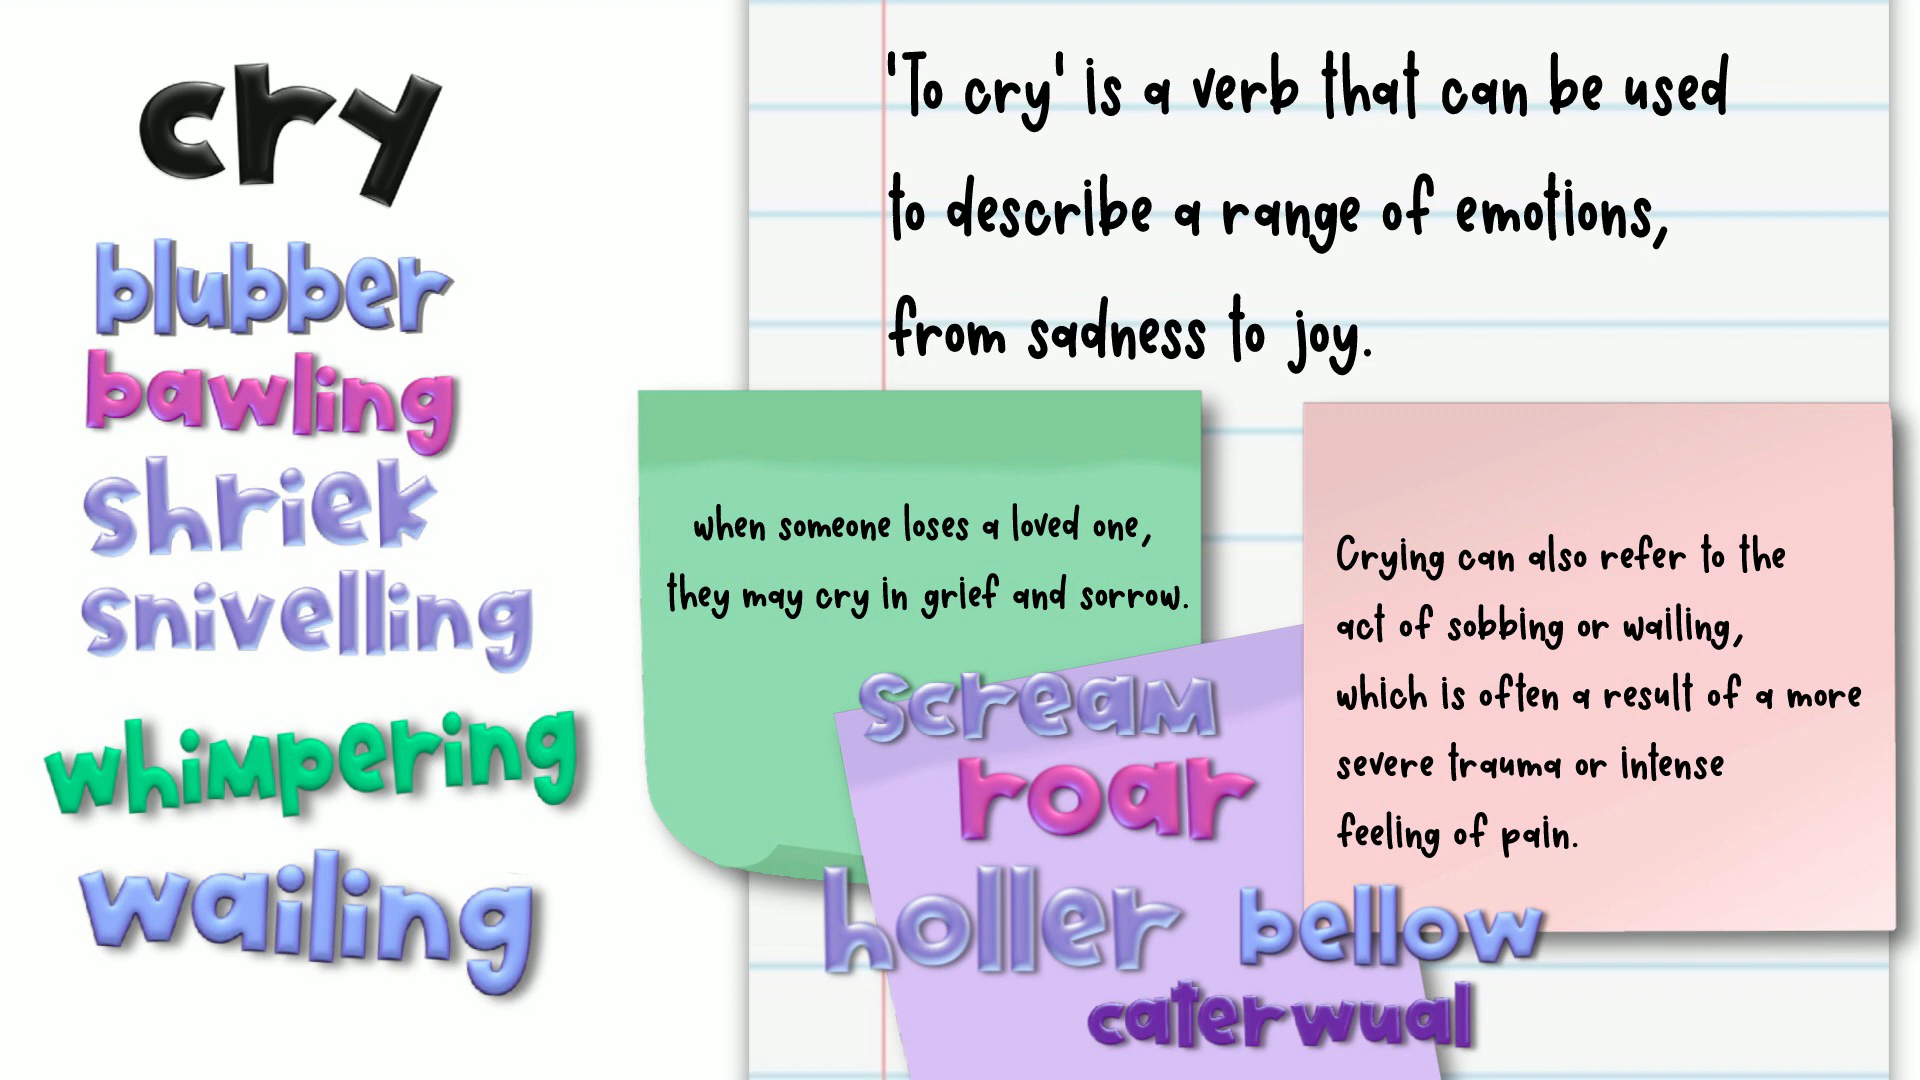 cry
blubber
bawling
shriek
snivelling
whimpering
wailing
'To cry' is a verb that can be used
to describe a range of emotions,
from sadness to joy.
when someone loses a loved one,
they may cry in grief and sorrow.
Crying can also refer to the
act of sobbing or wailing,
which is often a result of a more
severe trauma or intense
feeling of pain.
scream
roar
holler
bellow
caterwual